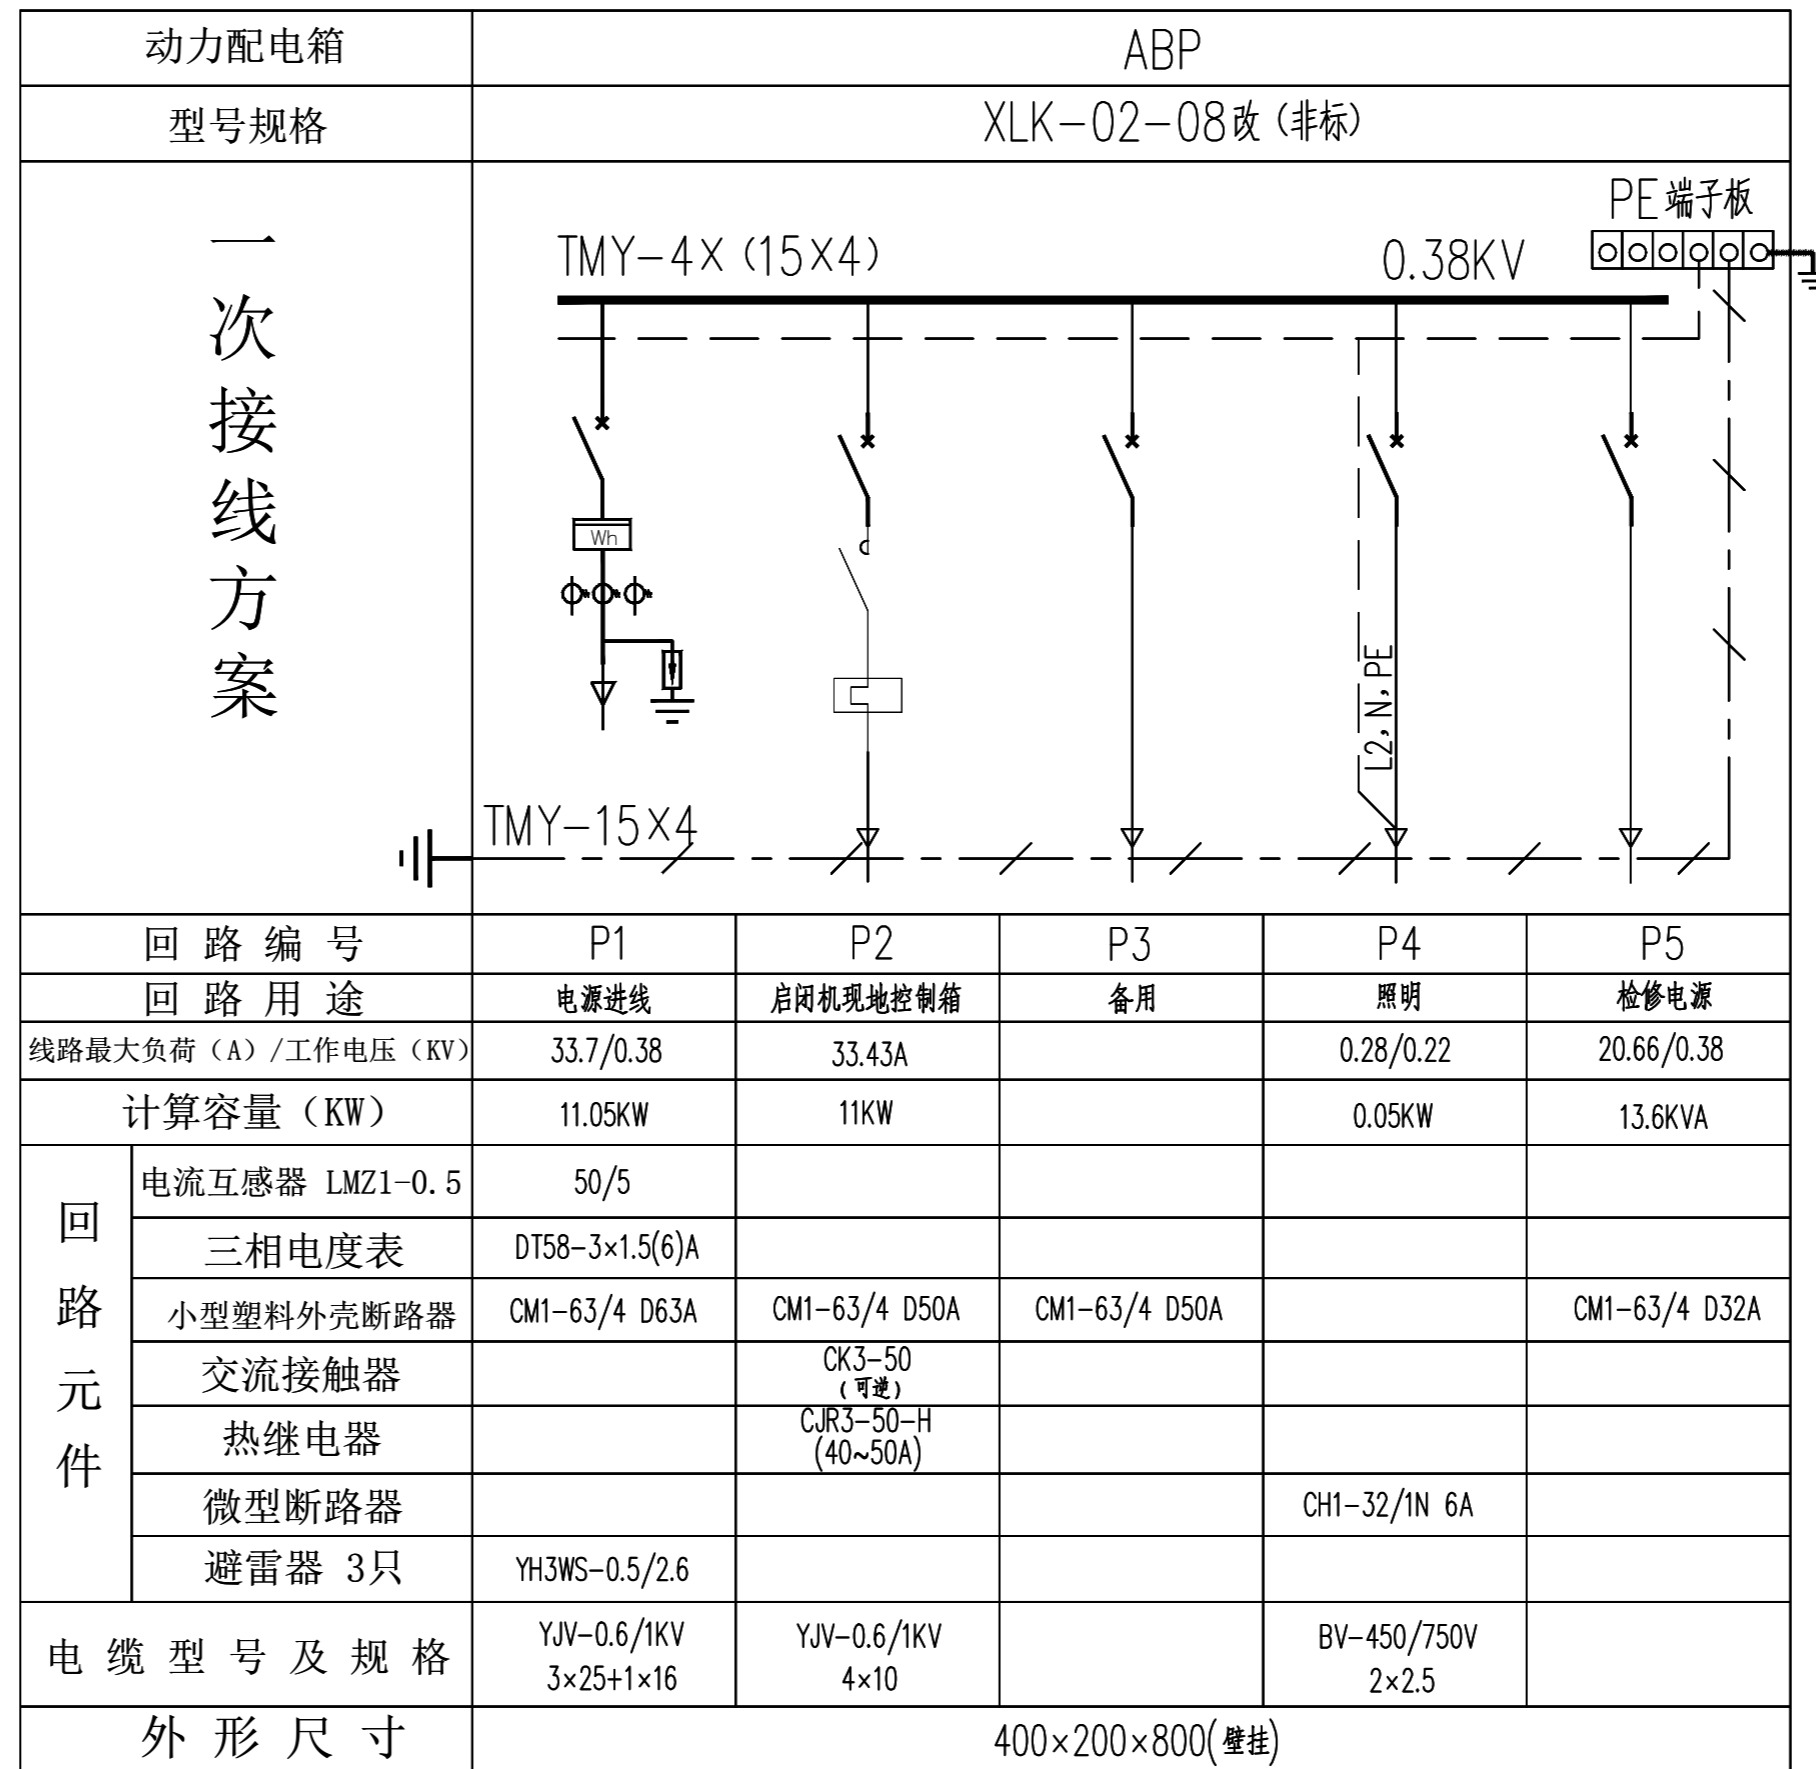 动力配电箱 ABP
型号规格 XLK-02-08改(非标)
一次接线方案
PE端子板
TMY-4X(15X4) 0.38KV
Wh
L2,N,PE
TMY-15X4
回路编号 P1 P2 P3 P4 P5
回路用途 电源进线 启闭机现地控制箱 备用 照明 检修电源
线路最大负荷（A）/工作电压（KV） 33.7/0.38 33.43A 0.28/0.22 20.66/0.38
计算容量（KW） 11.05KW 11KW 0.05KW 13.6KVA
回路元件
电流互感器 LMZ1-0.5 50/5
三相电度表 DT58-3×1.5(6)A
小型塑料外壳断路器 CM1-63/4 D63A CM1-63/4 D50A CM1-63/4 D50A CM1-63/4 D32A
交流接触器 CK3-50
(可逆)
热继电器 CJR3-50-H
(40~50A)
微型断路器 CH1-32/1N 6A
避雷器 3只 YH3WS-0.5/2.6
电缆型号及规格 YJV-0.6/1KV YJV-0.6/1KV BV-450/750V
3×25+1×16 4×10 2×2.5
外形尺寸 400×200×800(壁挂)